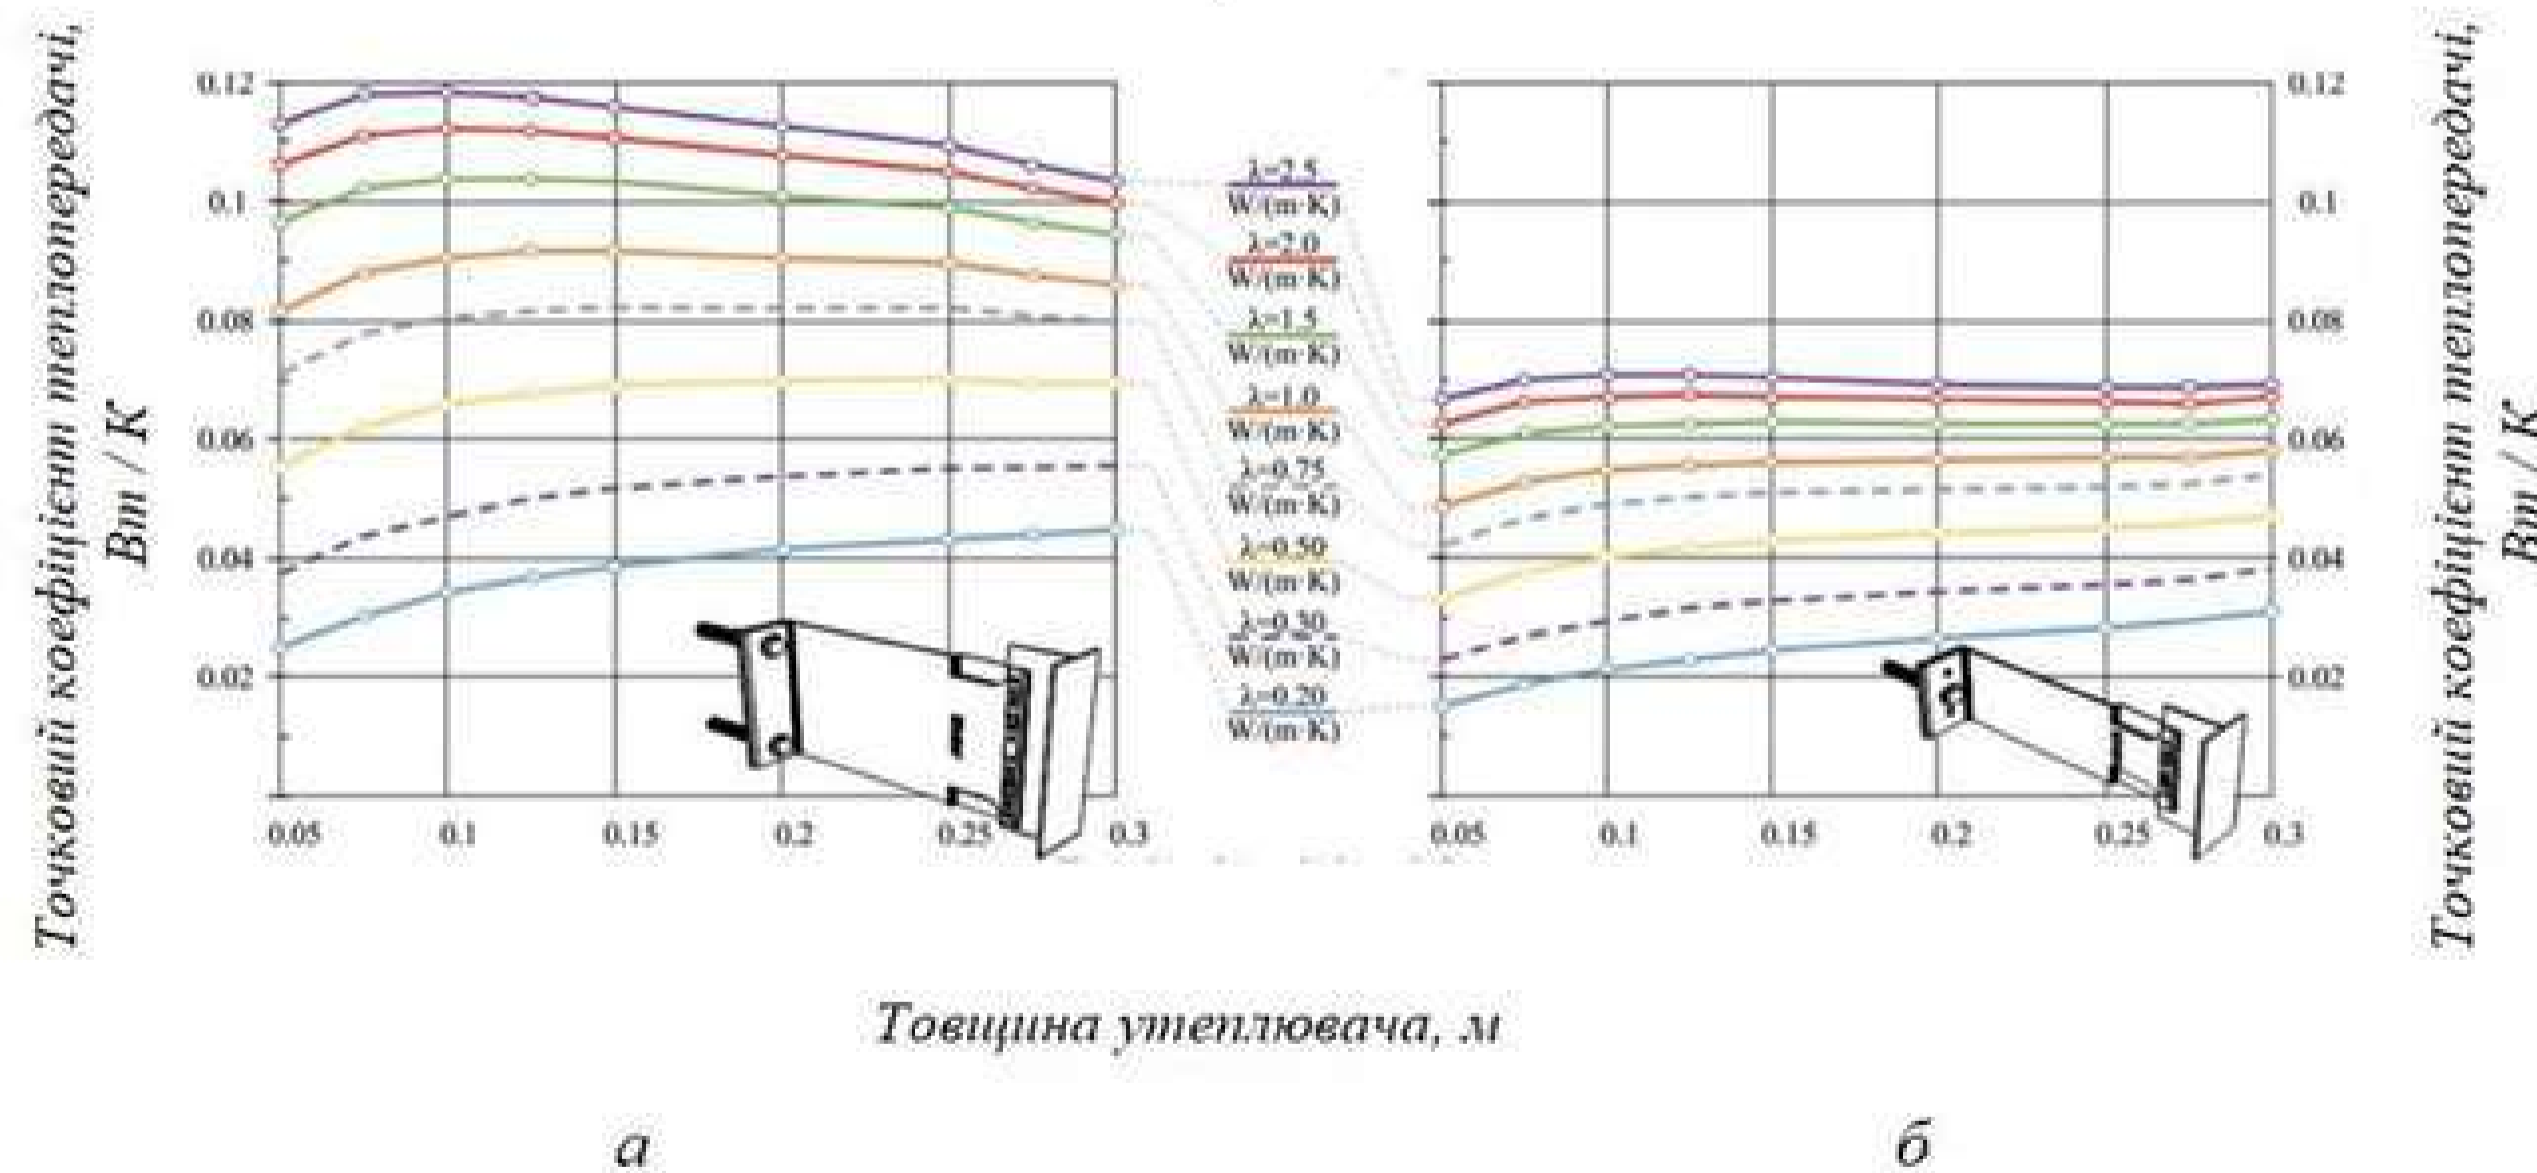 Точковий коефіцієнт теплопередачі,
Вт / К
0.12
0.1
0.08
0.06
0.04
0.02
0.05 0.1 0.15 0.2 0.25 0.3
λ=2.5
W/(m·K)
λ=2.0
W/(m·K)
λ=1.5
W/(m·K)
λ=1.0
W/(m·K)
λ=0.75
W/(m·K)
λ=0.50
W/(m·K)
λ=0.30
W/(m·K)
λ=0.20
W/(m·K)
0.12
0.1
0.08
0.06
0.04
0.02
0.05 0.1 0.15 0.2 0.25 0.3
Точковий коефіцієнт теплопередачі,
Вт / К
Товщина утеплювача, м
а
б